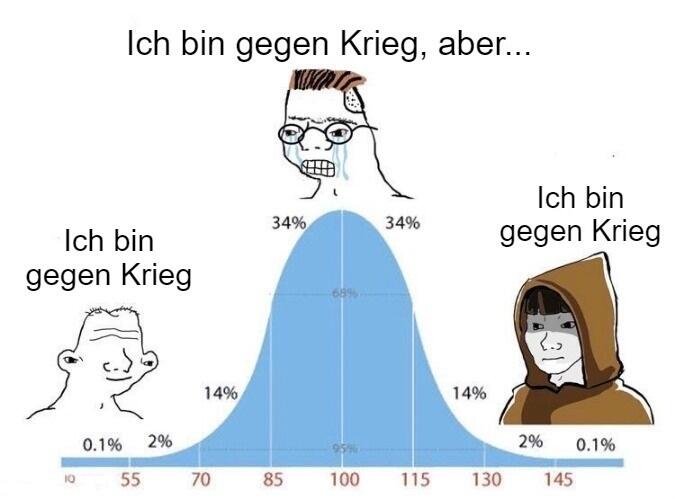 Ich bin gegen Krieg, aber...
Ich bin
gegen Krieg
Ich bin
gegen Krieg
34% 34%
68%
14% 14%
95%
0.1% 2% 2% 0.1%
IQ 55 70 85 100 115 130 145